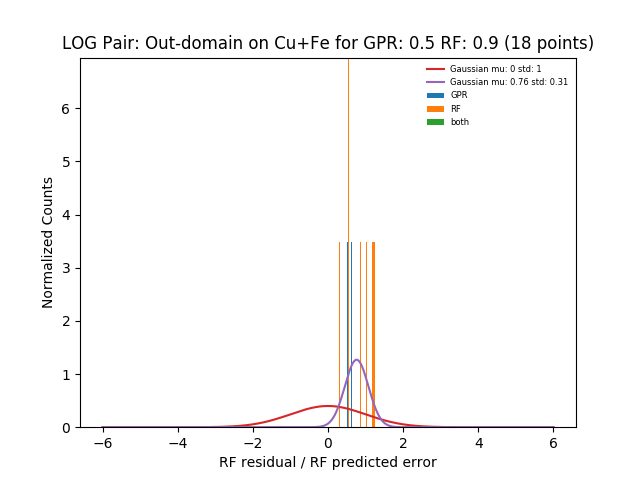 LOG Pair: Out-domain on Cu+Fe for GPR: 0.5 RF: 0.9 (18 points)
Gaussian mu: 0 std: 1
Gaussian mu: 0.76 std: 0.31
GPR
RF
both
Normalized Counts
6
5
4
3
2
1
0
−6 −4 −2 0 2 4 6
RF residual / RF predicted error